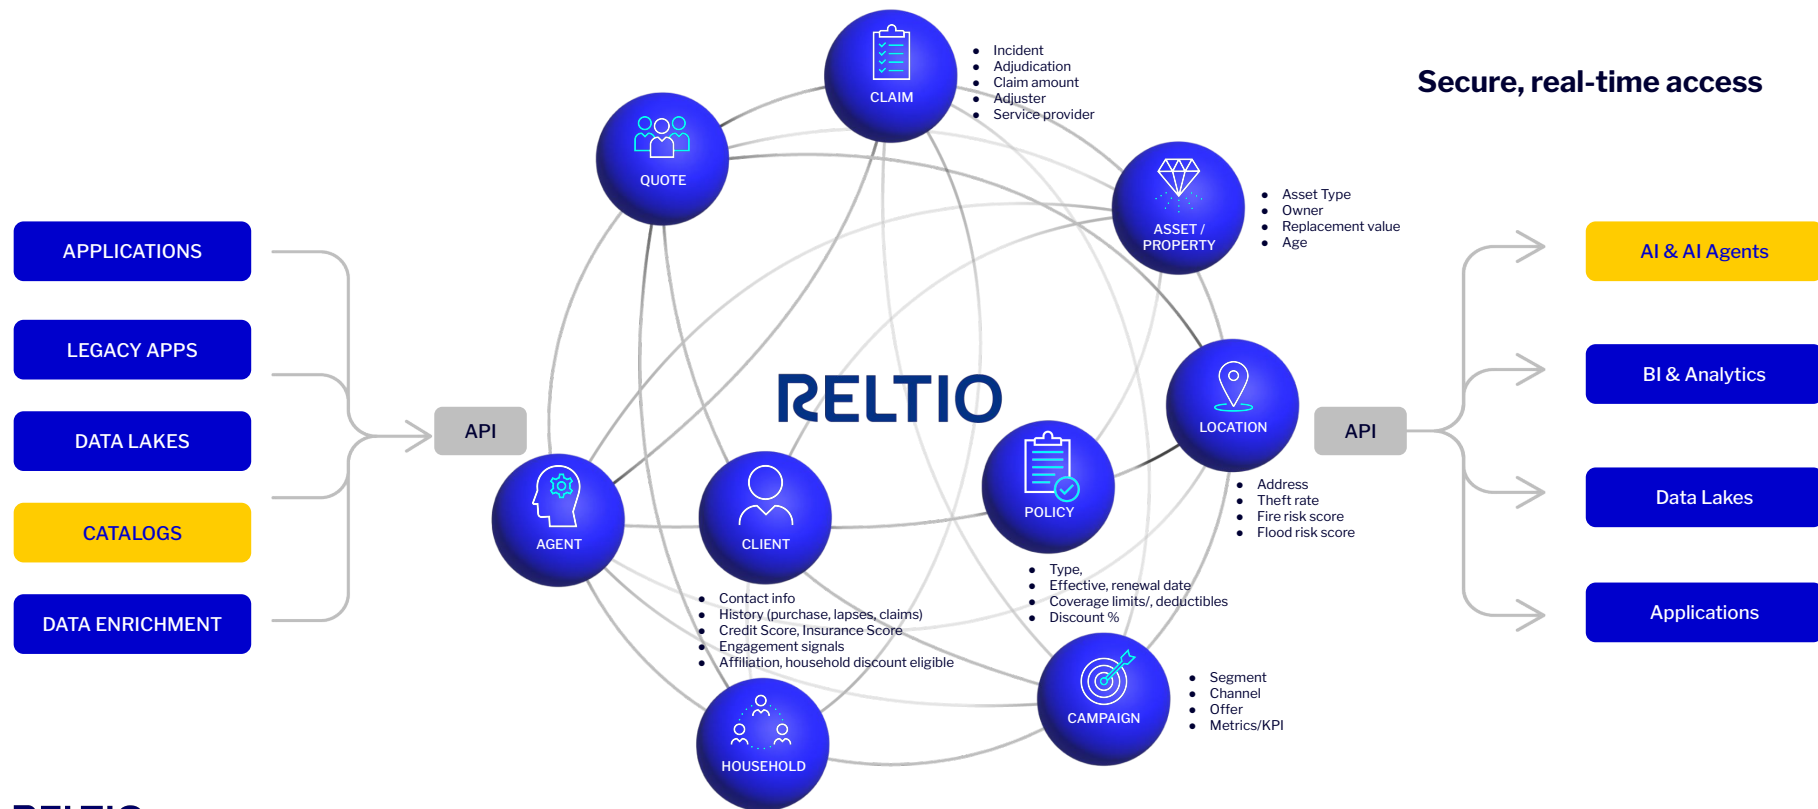 Secure, real-time access
APPLICATIONS
LEGACY APPS
DATA LAKES
CATALOGS
DATA ENRICHMENT
API
CLAIM
● Incident
● Adjudication
● Claim amount
● Adjuster
● Service provider
QUOTE
ASSET /
PROPERTY
● Asset Type
● Owner
● Replacement value
● Age
RELTIO
LOCATION
● Address
● Theft rate
● Fire risk score
● Flood risk score
AGENT
CLIENT
● Contact info
● History (purchase, lapses, claims)
● Credit Score, Insurance Score
● Engagement signals
● Affiliation, household discount eligible
POLICY
● Type,
● Effective, renewal date
● Coverage limits/, deductibles
● Discount %
HOUSEHOLD
CAMPAIGN
● Segment
● Channel
● Offer
● Metrics/KPI
API
AI & AI Agents
BI & Analytics
Data Lakes
Applications
RELTIO